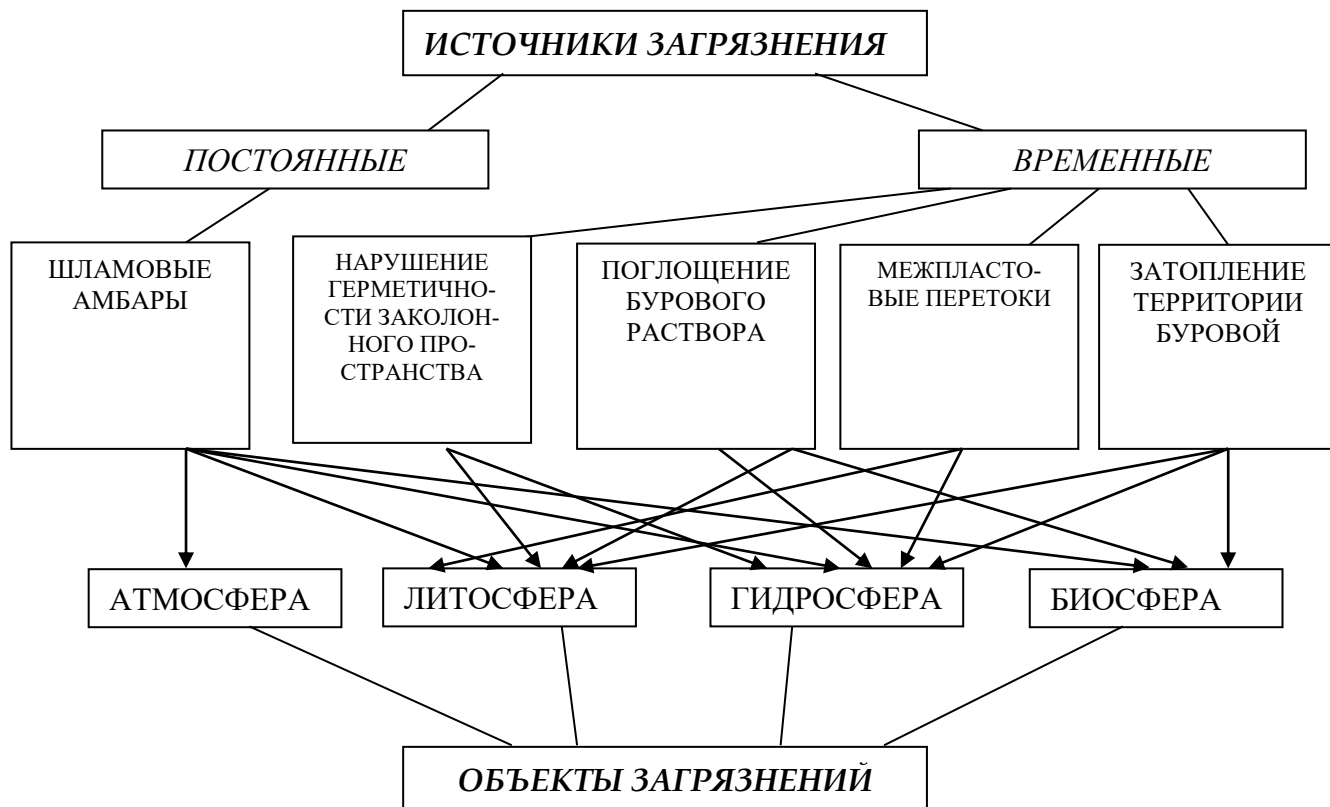 ИСТОЧНИКИ ЗАГРЯЗНЕНИЯ
ПОСТОЯННЫЕ
ВРЕМЕННЫЕ
ШЛАМОВЫЕ
АМБАРЫ
НАРУШЕНИЕ
ГЕРМЕТИЧНО-
СТИ ЗАКОЛОН-
НОГО ПРО-
СТРАНСТВА
ПОГЛОЩЕНИЕ
БУРОВОГО
РАСТВОРА
МЕЖПЛАСТО-
ВЫЕ ПЕРЕТОКИ
ЗАТОПЛЕНИЕ
ТЕРРИТОРИИ
БУРОВОЙ
АТМОСФЕРА
ЛИТОСФЕРА
ГИДРОСФЕРА
БИОСФЕРА
ОБЪЕКТЫ ЗАГРЯЗНЕНИЙ